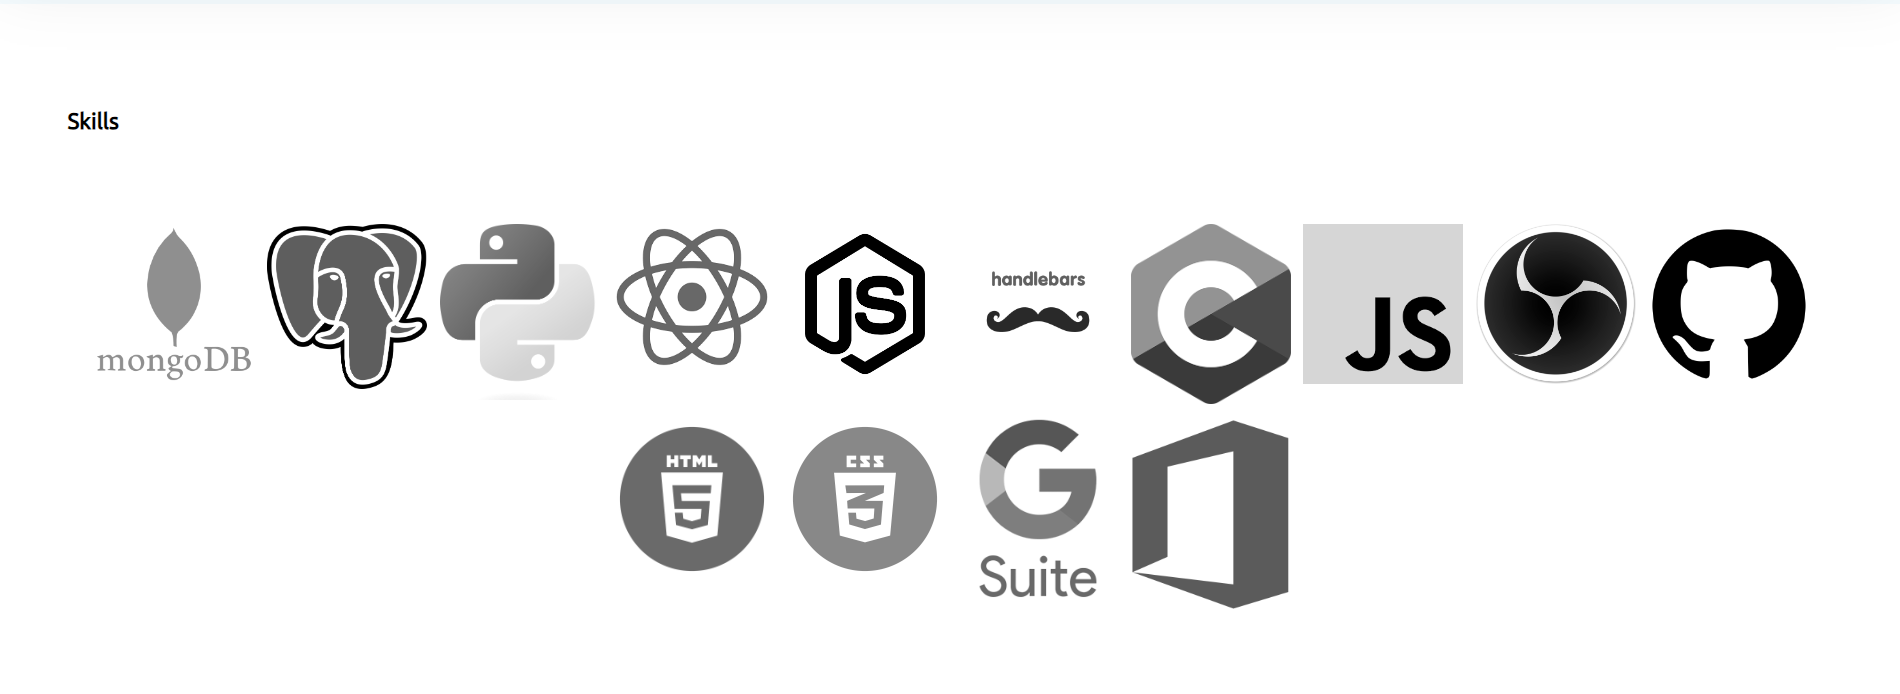 Skills
mongoDB
JS
handlebars
C
JS
HTML
5
CSS
3
G
Suite